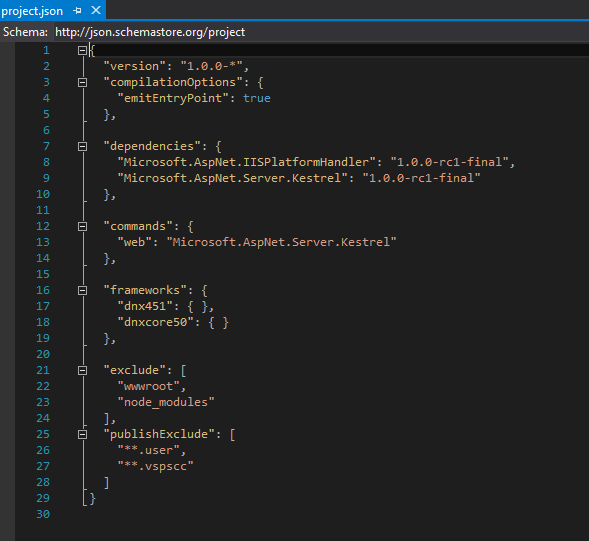 project.json
Schema: http://json.schemastore.org/project
1 {
2 "version": "1.0.0-*",
3 "compilationOptions": {
4 "emitEntryPoint": true
5 },
6
7 "dependencies": {
8 "Microsoft.AspNet.IISPlatformHandler": "1.0.0-rc1-final",
9 "Microsoft.AspNet.Server.Kestrel": "1.0.0-rc1-final"
10 },
11
12 "commands": {
13 "web": "Microsoft.AspNet.Server.Kestrel"
14 },
15
16 "frameworks": {
17 "dnx451": { },
18 "dnxcore50": { }
19 },
20
21 "exclude": [
22 "wwwroot",
23 "node_modules"
24 ],
25 "publishExclude": [
26 "**.user",
27 "**.vspscc"
28 ]
29 }
30